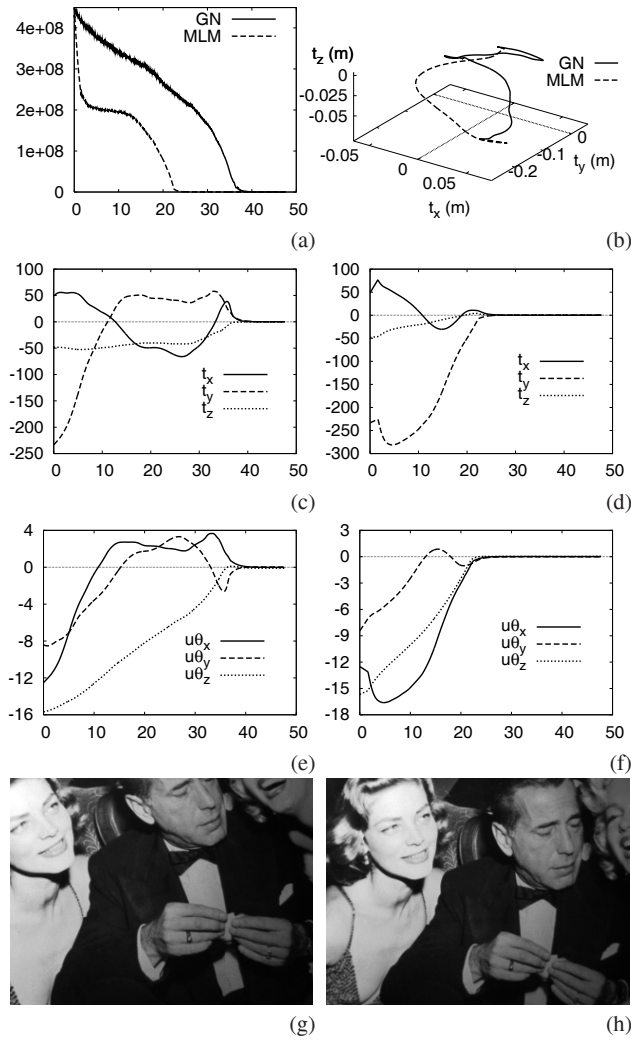 4e+08
3e+08
2e+08
1e+08
0
GN
MLM
0 10 20 30 40 50
(a)
t_z (m)
0
-0.025
-0.05
GN
MLM
-0.05
0
0.05
t_x (m)
0
-0.1
-0.2
t_y (m)
(b)
100
50
0
-50
-100
-150
-200
-250
t_x
t_y
t_z
0 10 20 30 40 50
(c)
100
50
0
-50
-100
-150
-200
-250
-300
t_x
t_y
t_z
0 10 20 30 40 50
(d)
4
0
-4
-8
-12
-16
uθ_x
uθ_y
uθ_z
0 10 20 30 40 50
(e)
3
0
-3
-6
-9
-12
-15
-18
uθ_x
uθ_y
uθ_z
0 10 20 30 40 50
(f)
(g)
(h)